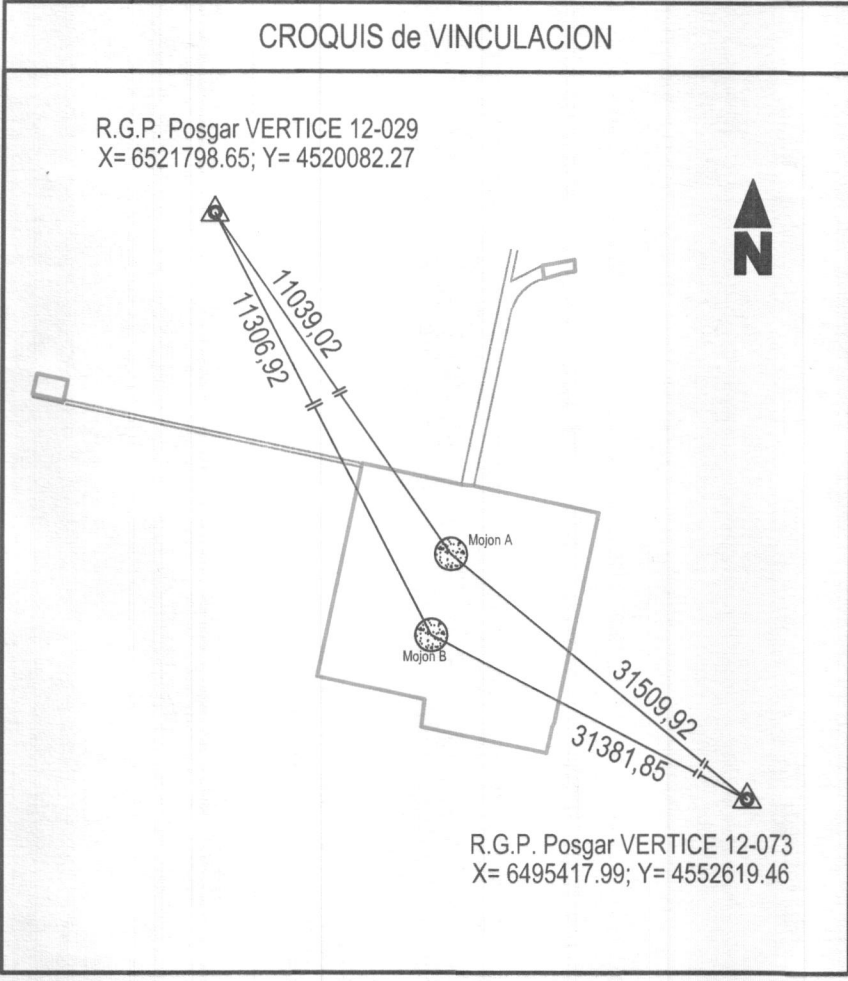 CROQUIS de VINCULACION
R.G.P. Posgar VERTICE 12-029
X= 6521798.65; Y= 4520082.27
N
11039,02
11306,92
Mojon A
Mojon B
31509,92
31381,85
R.G.P. Posgar VERTICE 12-073
X= 6495417.99; Y= 4552619.46